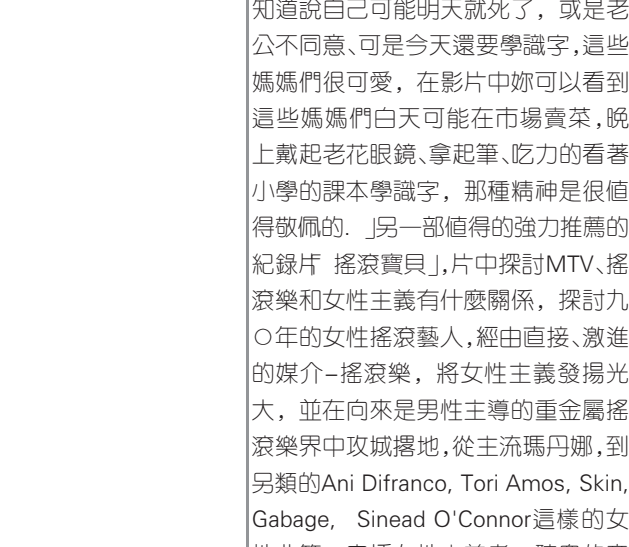 知道說自己可能明天就死了，或是老
公不同意、可是今天還要學識字，這些
媽媽們很可愛，在影片中妳可以看到
這些媽媽們白天可能在市場賣菜，晚
上戴起老花眼鏡、拿起筆、吃力的看著
小學的課本學識字，那種精神是很值
得敬佩的．」另一部值得的強力推薦的
紀錄片「搖滾寶貝」，片中探討MTV、搖
滾樂和女性主義有什麼關係，探討九
○年的女性搖滾藝人，經由直接、激進
的媒介–搖滾樂，將女性主義發揚光
大，並在向來是男性主導的重金屬搖
滾樂界中攻城掠地，從主流瑪丹娜，到
另類的Ani Difranco, Tori Amos, Skin,
Gabage, Sinead O'Connor這樣的女